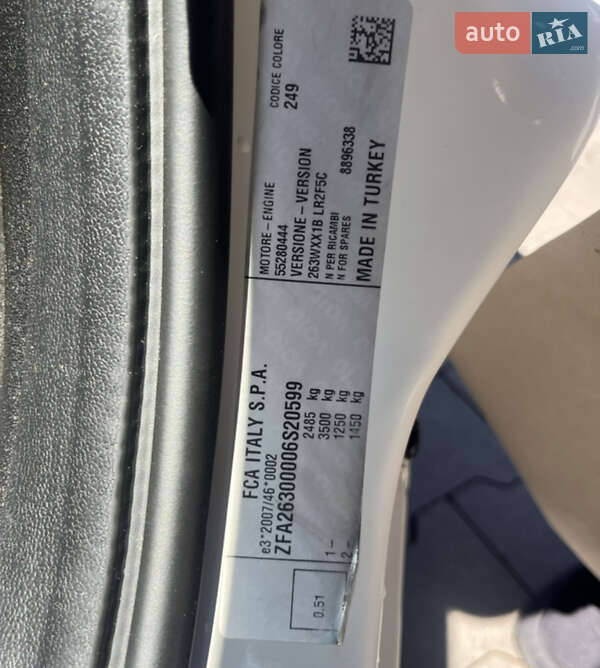 FCA ITALY S.P.A.
e3*2007/46*0002
ZFA26300006S20599
2485 kg
3500 kg
1- 1250 kg
2- 1450 kg
0.51
MOTORE - ENGINE
55280444
VERSIONE - VERSION
263WXX1B LR2F5C
N PER RICAMBI
N FOR SPARES 8896338
MADE IN TURKEY
CODICE COLORE
249
auto RIA
.com